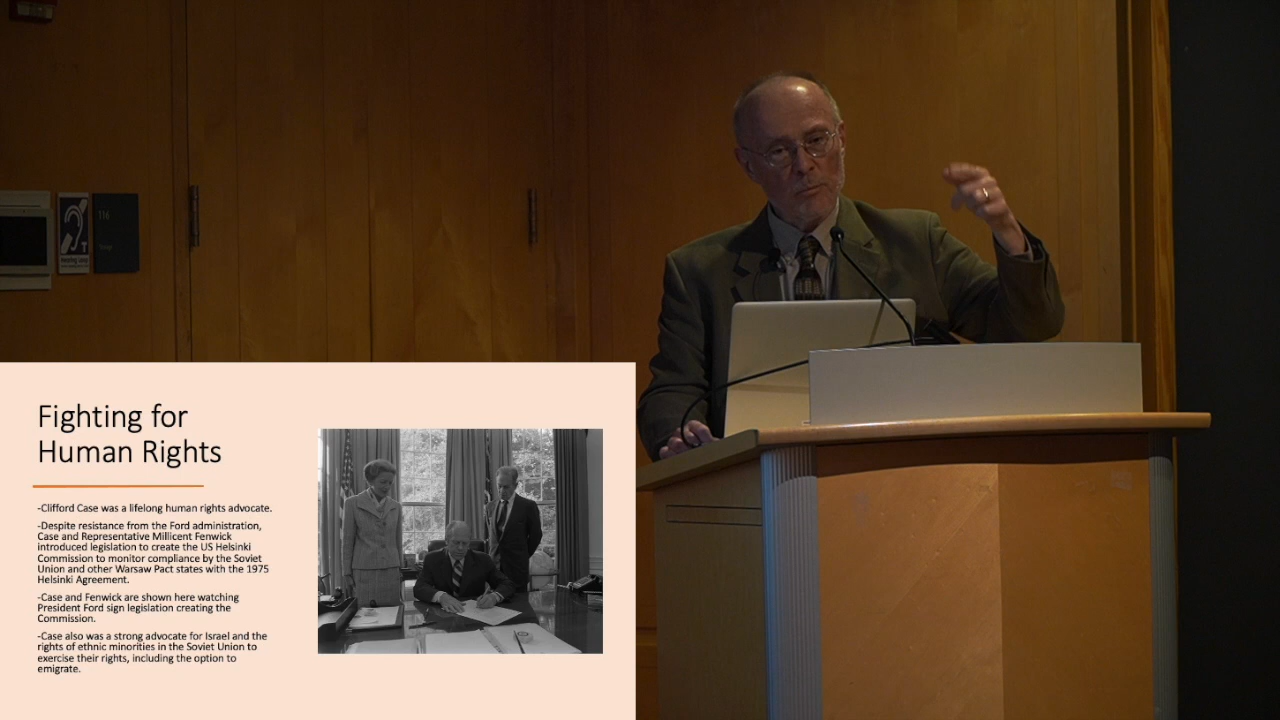 116
Hearing loop
T
Fighting for
Human Rights
-Clifford Case was a lifelong human rights advocate.
-Despite resistance from the Ford administration,
Case and Representative Millicent Fenwick
introduced legislation to create the US Helsinki
Commission to monitor compliance by the Soviet
Union and other Warsaw Pact states with the 1975
Helsinki Agreement.
-Case and Fenwick are shown here watching
President Ford sign legislation creating the
Commission.
-Case also was a strong advocate for Israel and the
rights of ethnic minorities in the Soviet Union to
exercise their rights, including the option to
emigrate.